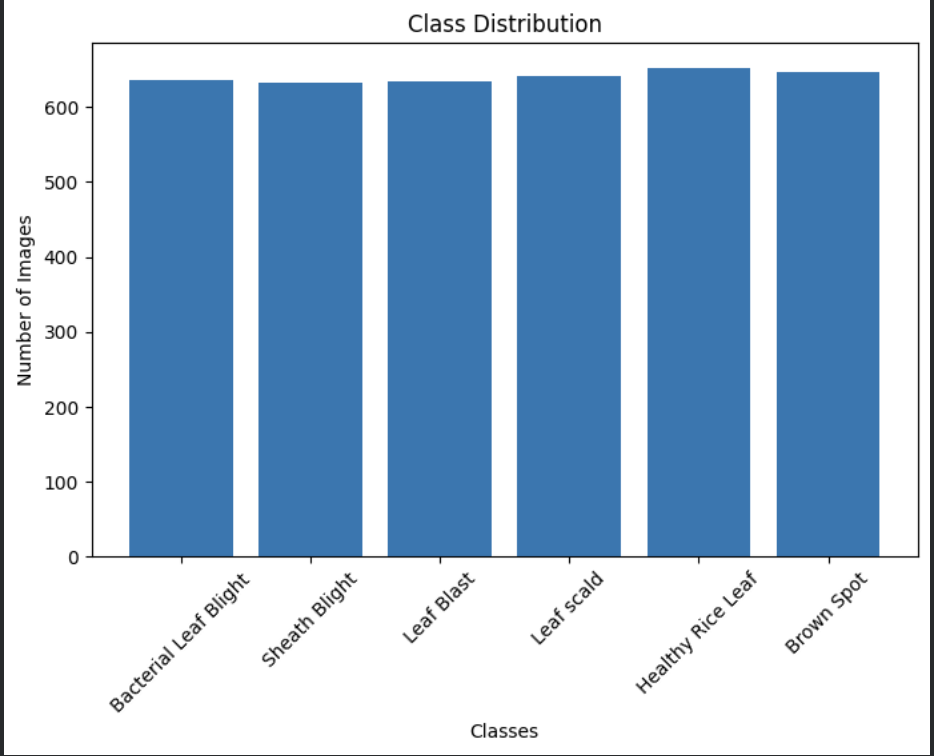 Class Distribution
Number of Images
600
500
400
300
200
100
0
Bacterial Leaf Blight
Sheath Blight
Leaf Blast
Leaf scald
Healthy Rice Leaf
Brown Spot
Classes